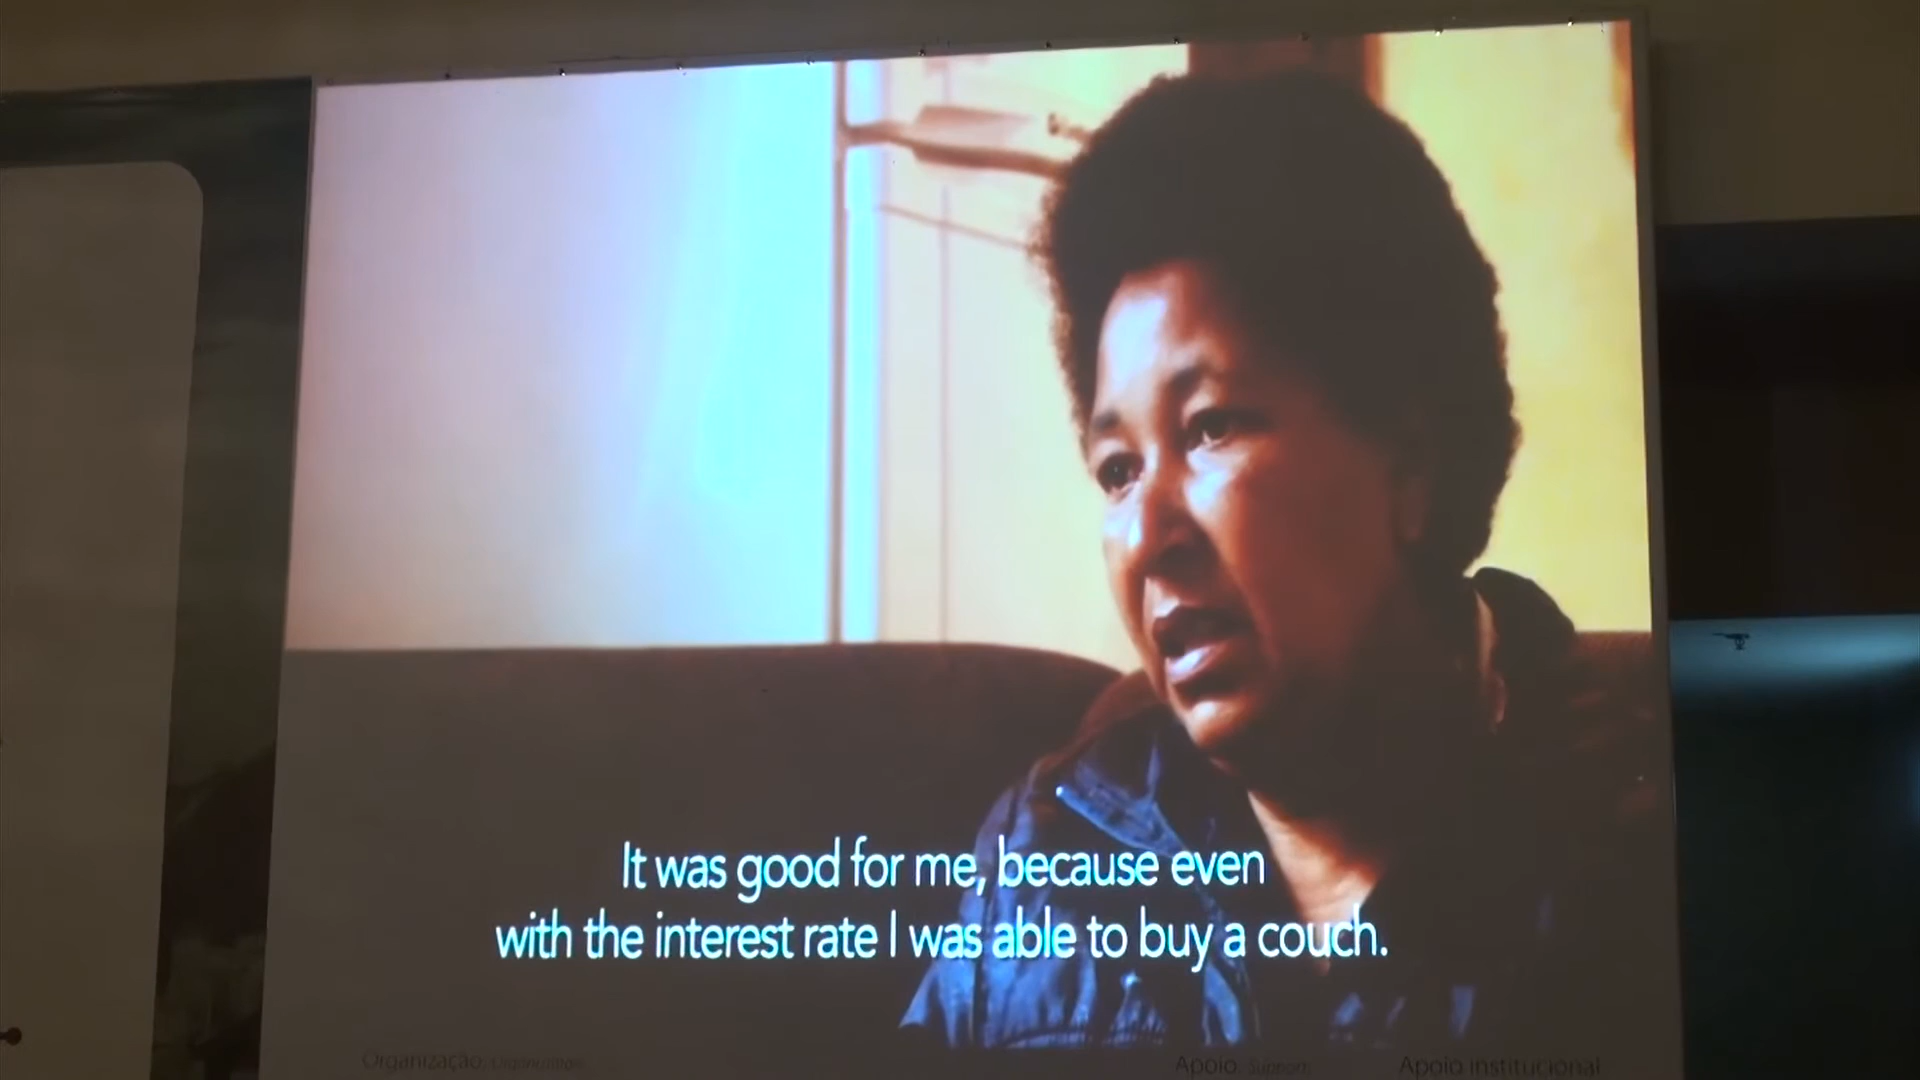 It was good for me, because even
with the interest rate I was able to buy a couch.
Organização. Apoio. Support: Apoio institucional